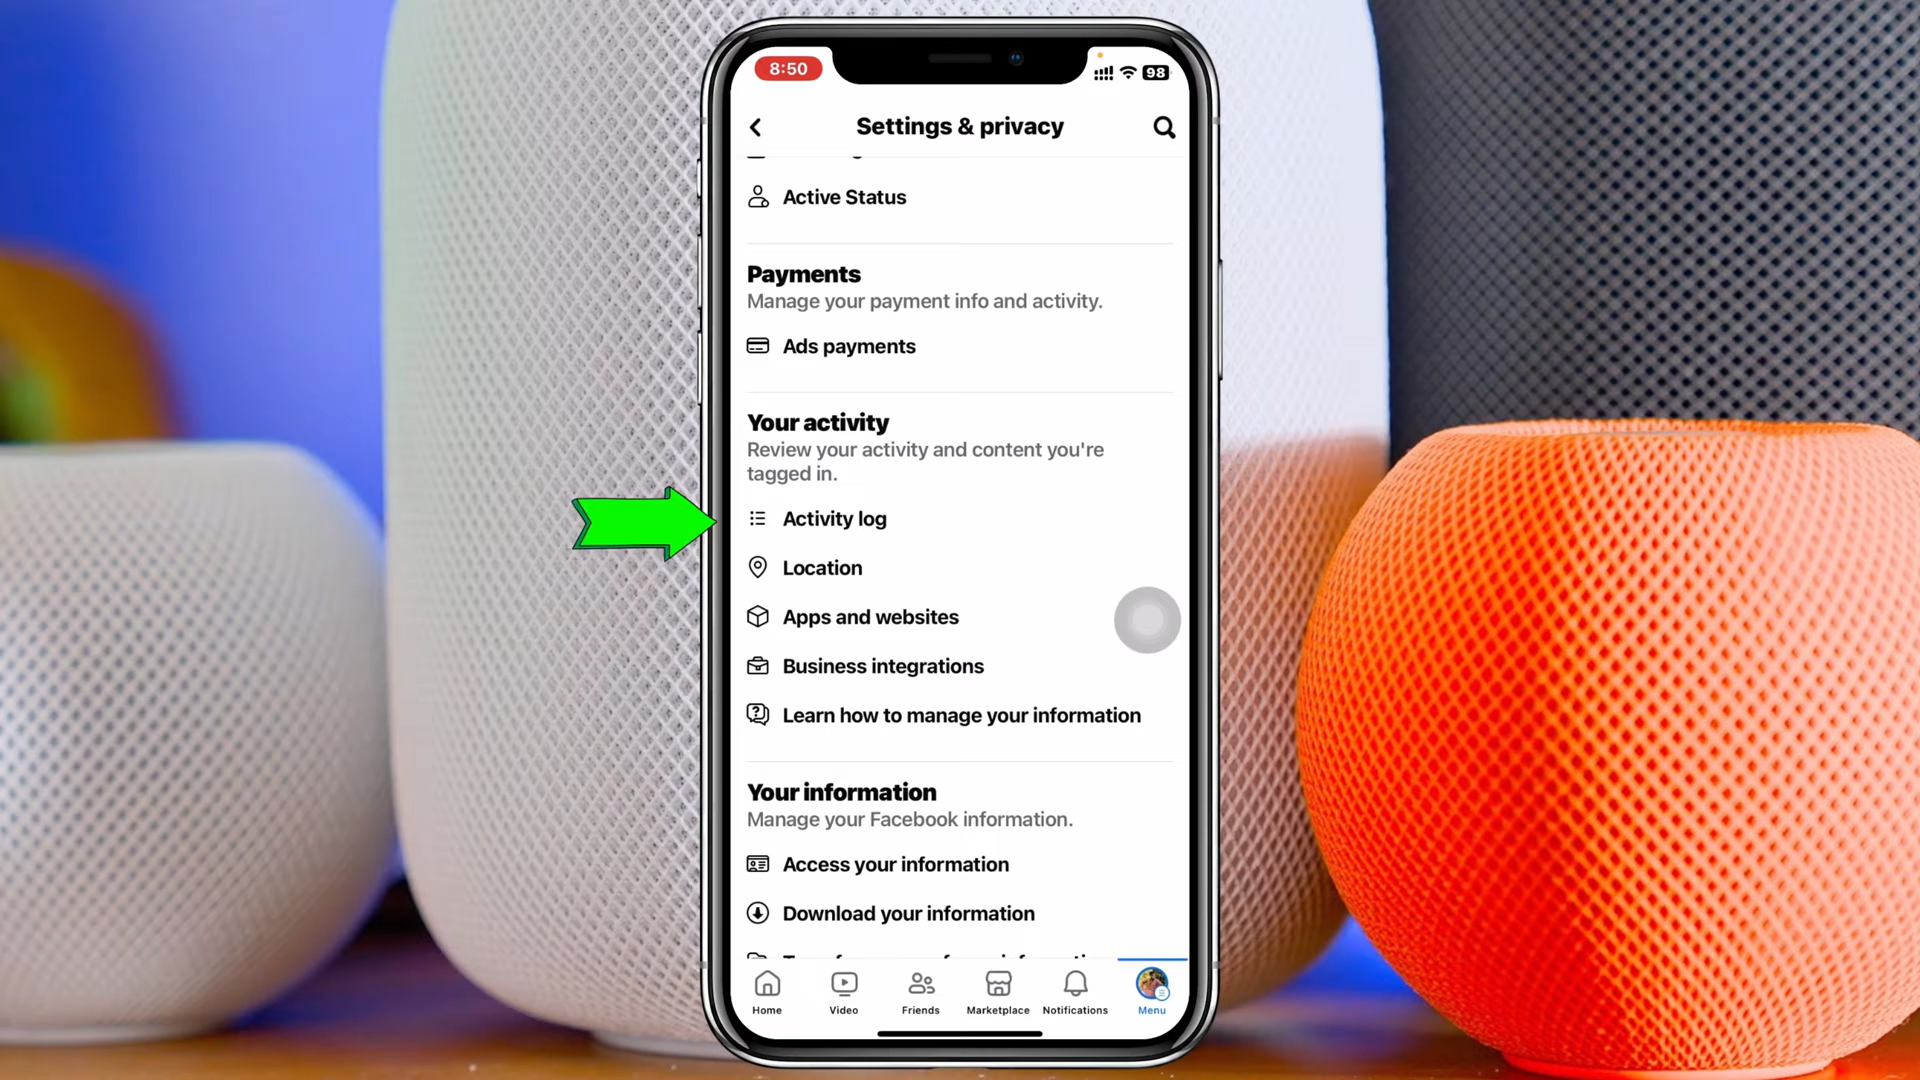 8:50
98
Settings & privacy
Active Status
Payments
Manage your payment info and activity.
Ads payments
Your activity
Review your activity and content you're
tagged in.
Activity log
Location
Apps and websites
Business integrations
Learn how to manage your information
Your information
Manage your Facebook information.
Access your information
Download your information
Home Video Friends Marketplace Notifications Menu